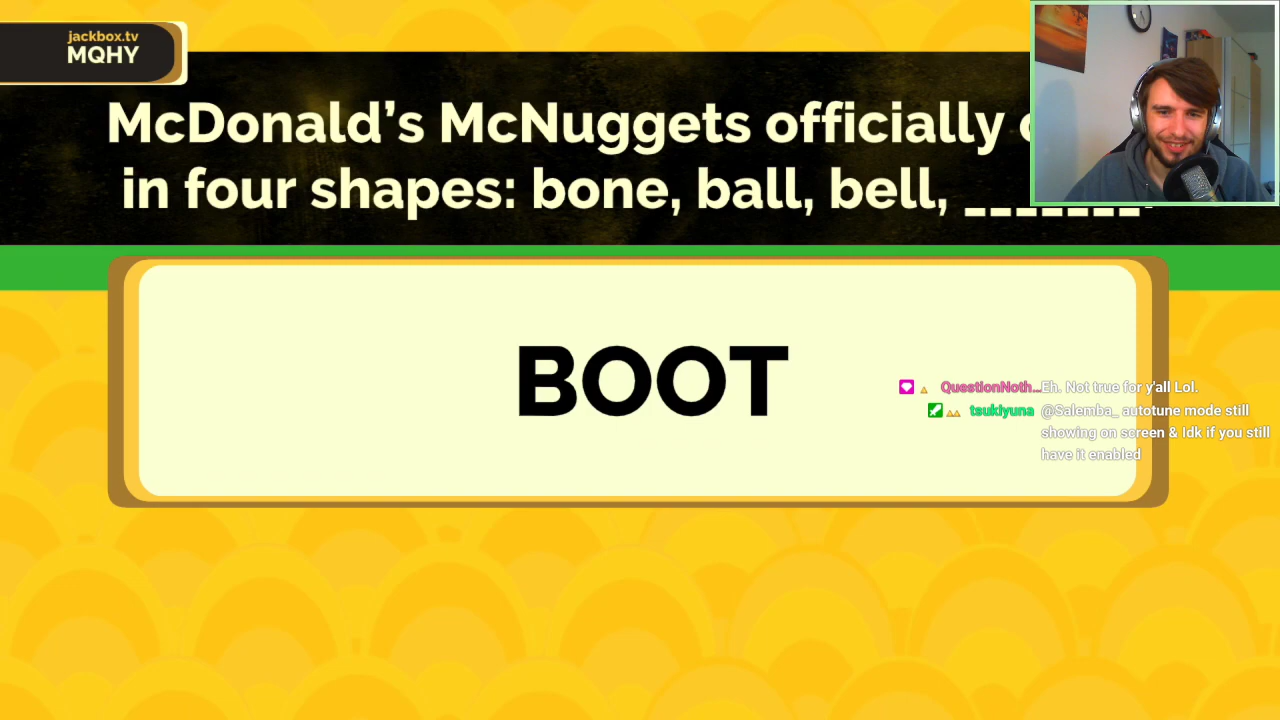 jackbox.tv
MQHY
McDonald’s McNuggets officially
in four shapes: bone, ball, bell, _______.
BOOT
QuestionNoth... Eh. Not true for y'all Lol.
tsukiyuna @Salemba_ autotune mode still
showing on screen & Idk if you still
have it enabled